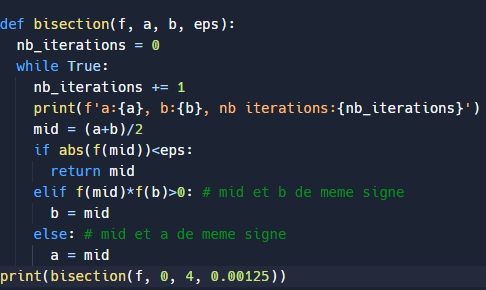 def bisection(f, a, b, eps):
  nb_iterations = 0
  while True:
    nb_iterations += 1
    print(f'a:{a}, b:{b}, nb iterations:{nb_iterations}')
    mid = (a+b)/2
    if abs(f(mid))<eps:
      return mid
    elif f(mid)*f(b)>0: # mid et b de meme signe
      b = mid
    else: # mid et a de meme signe
      a = mid
print(bisection(f, 0, 4, 0.00125))